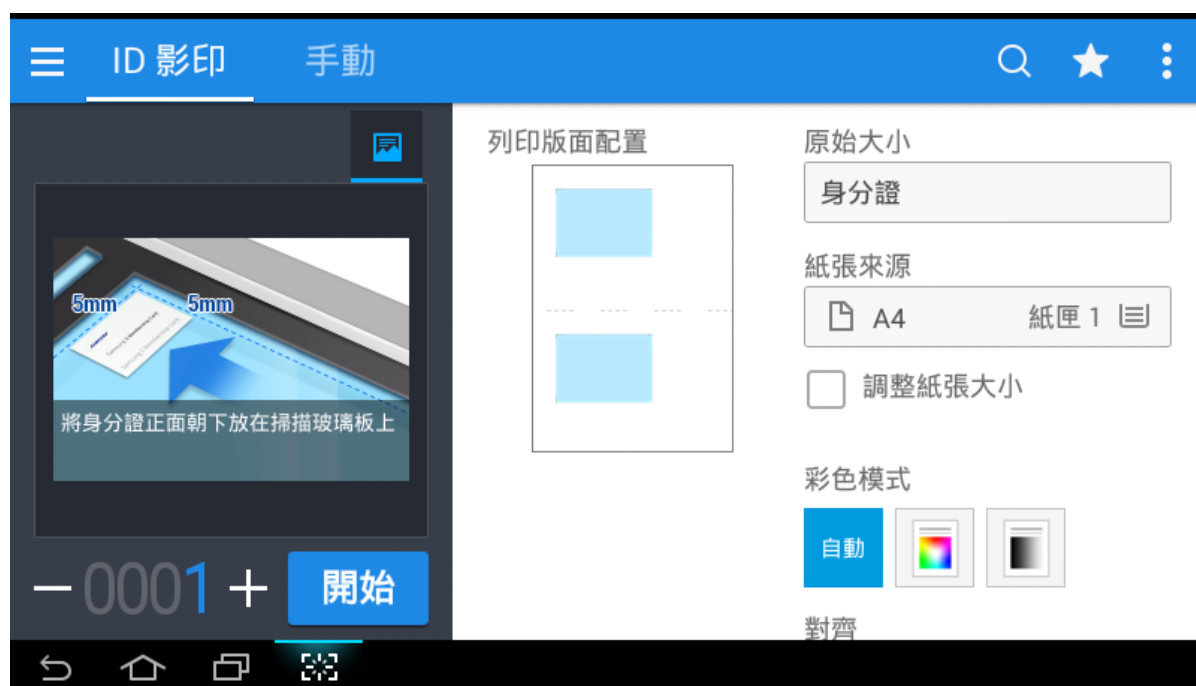 ID 影印
手動
列印版面配置
5mm
5mm
將身分證正面朝下放在掃描玻璃板上
0001
開始
原始大小
身分證
紙張來源
A4
紙匣 1
調整紙張大小
彩色模式
自動
對齊